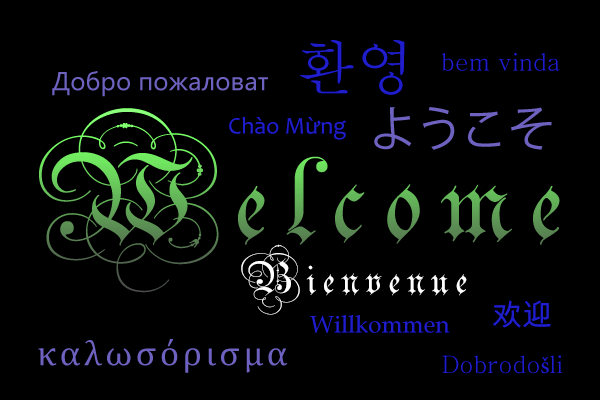 환영
bem vinda
Добро пожаловат
Chào Mừng
ようこそ
Welcome
Bienvenue
Willkommen
欢迎
καλωσόρισμα
Dobrodošli